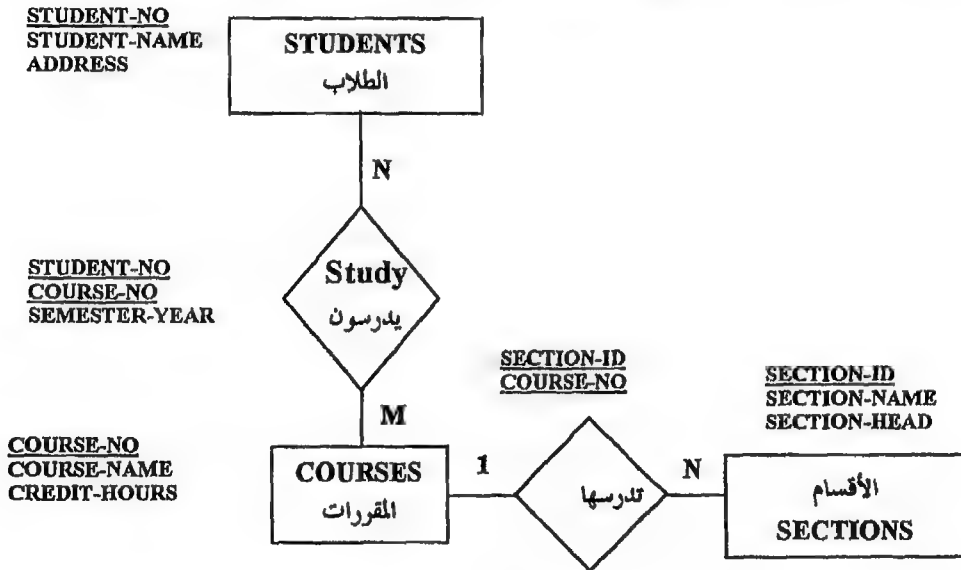 STUDENT-NO
STUDENT-NAME
ADDRESS
STUDENTS
الطلاب
N
STUDENT-NO
COURSE-NO
SEMESTER-YEAR
Study
يدرسون
M
COURSE-NO
COURSE-NAME
CREDIT-HOURS
COURSES
المقررات
1
SECTION-ID
COURSE-NO
تدرسها
N
SECTION-ID
SECTION-NAME
SECTION-HEAD
الأقسام
SECTIONS